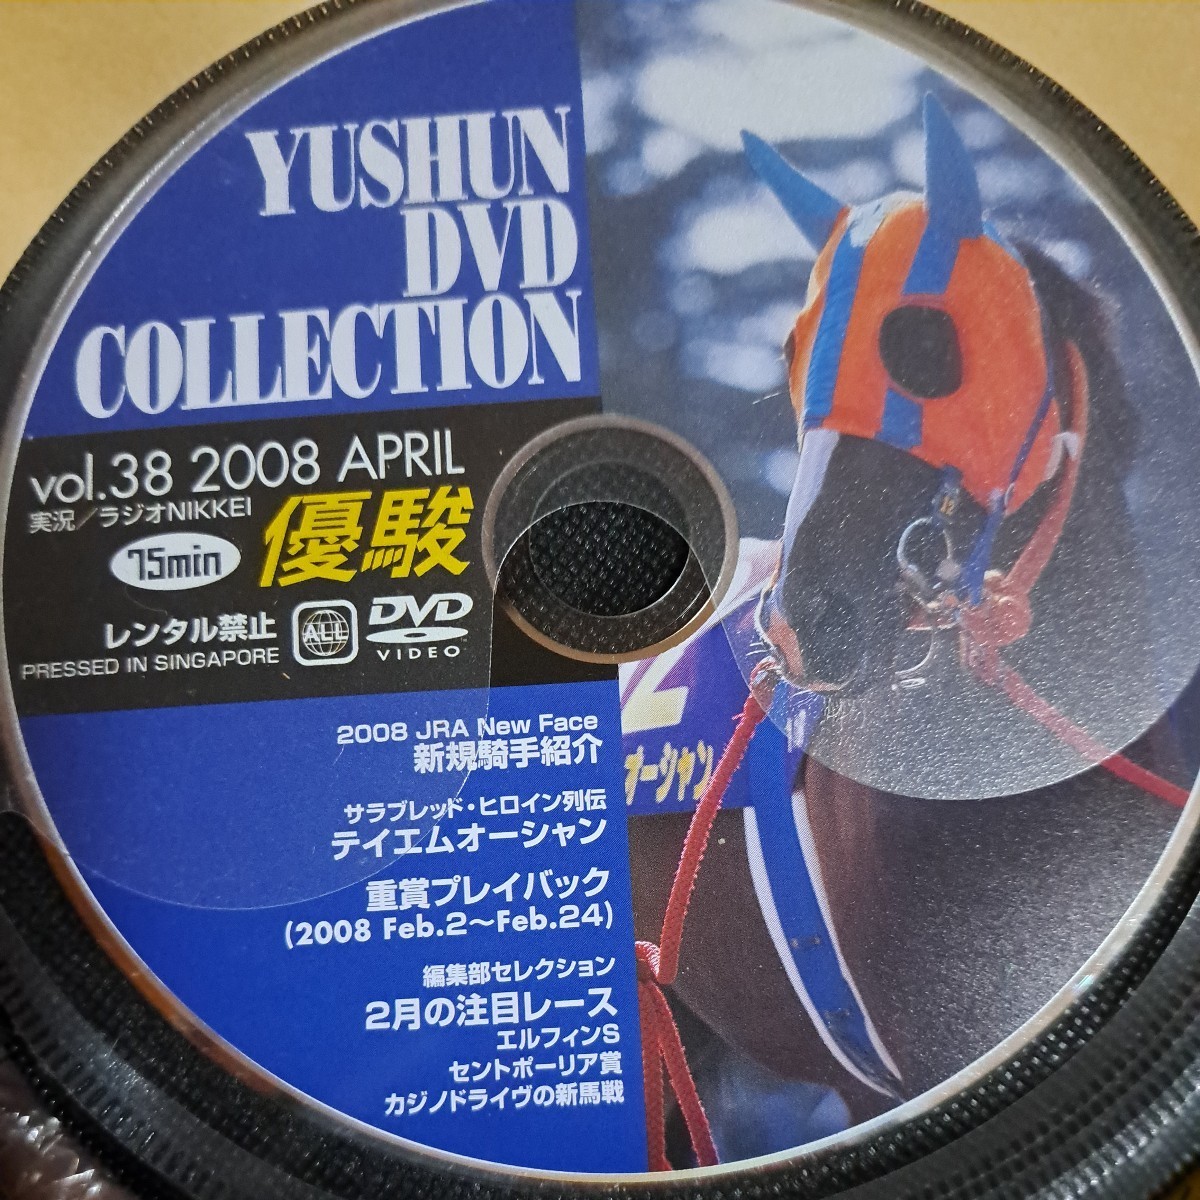 YUSHUN
DVD
COLLECTION
vol.38 2008 APRIL
実況／ラジオNIKKEI
75min
優駿
レンタル禁止
ALL
DVD
VIDEO
PRESSED IN SINGAPORE
2008 JRA New Face
新規騎手紹介
サラブレッド・ヒロイン列伝
テイエムオーシャン
重賞プレイバック
(2008 Feb.2〜Feb.24)
編集部セレクション
2月の注目レース
エルフィンS
セントポーリア賞
カジノドライヴの新馬戦
2
オーシャン
12